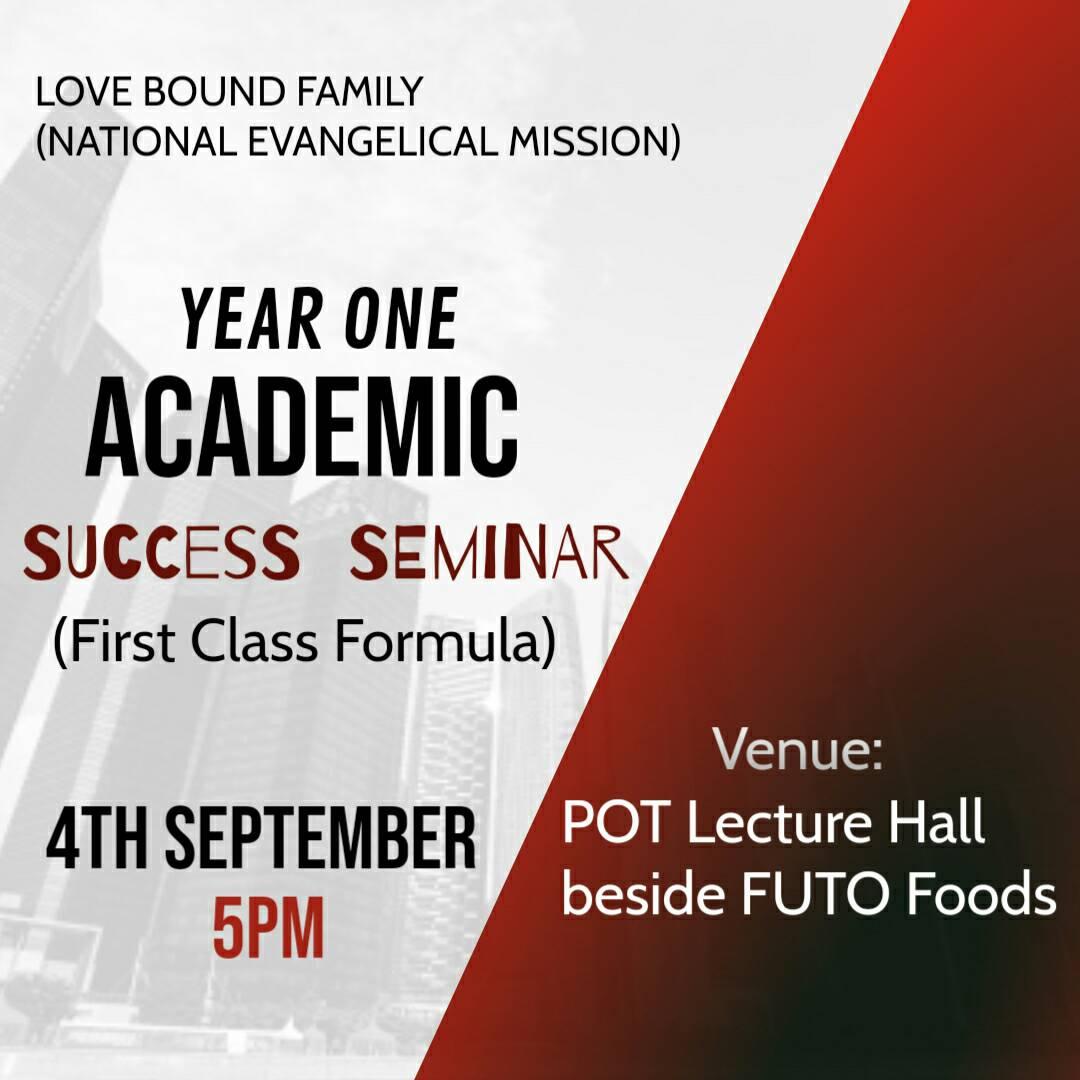 LOVE BOUND FAMILY
(NATIONAL EVANGELICAL MISSION)
YEAR ONE
ACADEMIC
SUCCESS SEMINAR
(First Class Formula)
4TH SEPTEMBER
5PM
Venue:
POT Lecture Hall
beside FUTO Foods